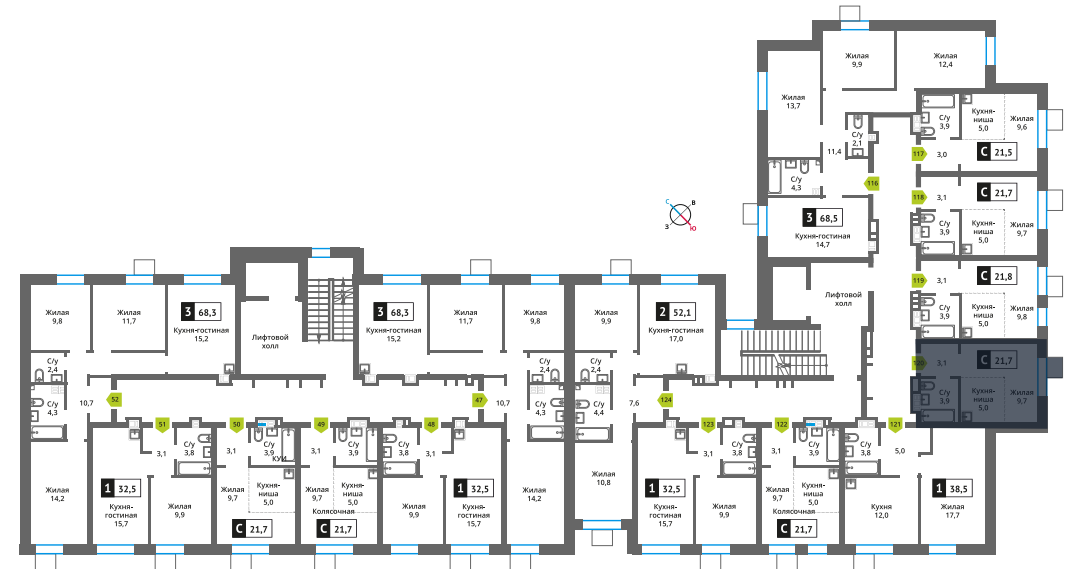 Жилая
9,9
Жилая
12,4
Жилая
13,7
С/у
2,1
11,4
С/у
4,3
116
3 68,5
Кухня-гостиная
14,7
Лифтовой
холл
С/у
3,9
Кухня-
ниша
5,0
Жилая
9,6
117
3,0
С 21,5
118
3,1
С 21,7
С/у
3,9
Кухня-
ниша
5,0
Жилая
9,7
119
3,1
С 21,8
С/у
3,9
Кухня-
ниша
5,0
Жилая
9,8
120
3,1
С 21,7
С/у
3,9
Кухня-
ниша
5,0
Жилая
9,7
С
В
З
Ю
Жилая
9,8
Жилая
11,7
3 68,3
Кухня-гостиная
15,2
Лифтовой
холл
3 68,3
Кухня-гостиная
15,2
Жилая
11,7
Жилая
9,8
Жилая
9,9
2 52,1
Кухня-гостиная
17,0
С/у
2,4
С/у
4,3
10,7
52
47
10,7
С/у
2,4
С/у
4,3
С/у
2,4
С/у
4,4
7,6
124
51
50
49
48
123
122
121
3,1
С/у
3,8
3,1
С/у
3,9
КУИ
3,1
С/у
3,9
С/у
3,8
3,1
3,1
С/у
3,8
3,1
С/у
3,9
С/у
3,8
5,0
Жилая
14,2
1 32,5
Кухня-
гостиная
15,7
Жилая
9,9
Жилая
9,7
Кухня-
ниша
5,0
С 21,7
Жилая
9,7
Кухня-
ниша
5,0
Колясочная
С 21,7
Жилая
9,9
1 32,5
Кухня-
гостиная
15,7
Жилая
14,2
Жилая
10,8
1 32,5
Кухня-
гостиная
15,7
Жилая
9,9
Жилая
9,7
Кухня-
ниша
5,0
Колясочная
С 21,7
Кухня
12,0
1 38,5
Жилая
17,7